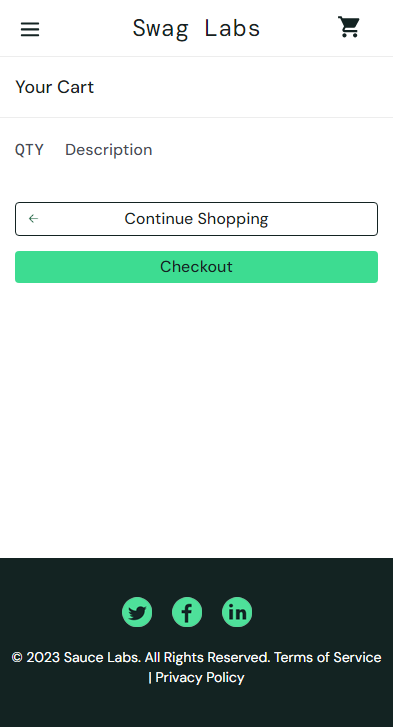 Swag Labs
Your Cart
QTY Description
Continue Shopping
Checkout
© 2023 Sauce Labs. All Rights Reserved. Terms of Service
| Privacy Policy